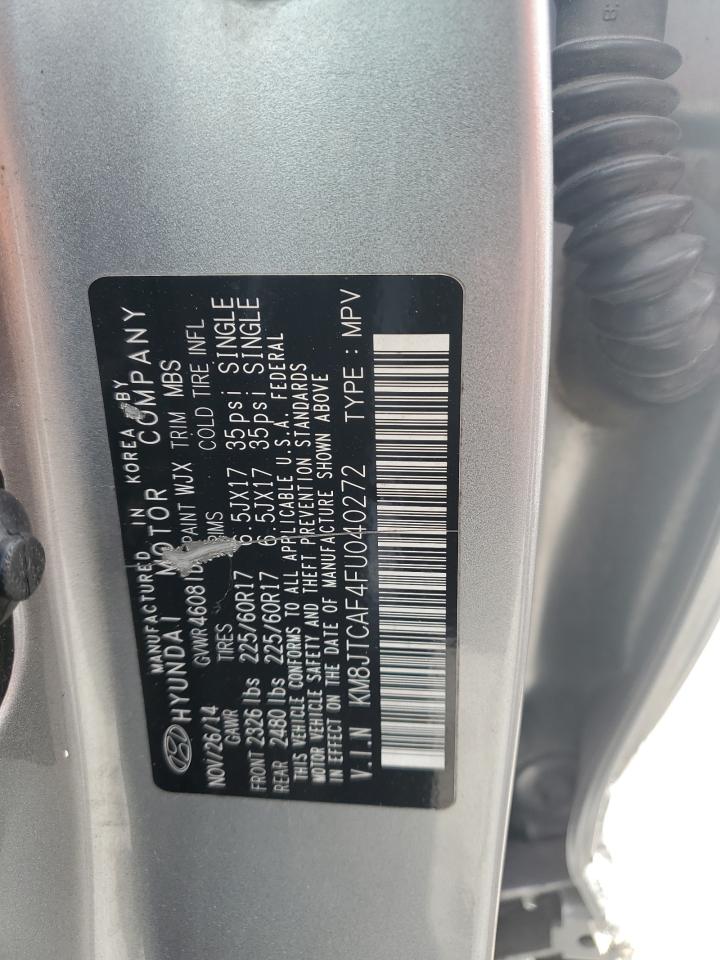 MANUFACTURED IN KOREA BY
HYUNDAI MOTOR COMPANY
NOV/26/14 GVWR 4608 lb PAINT WJX TRIM MBS
GAWR TIRES RIMS COLD TIRE INFL
FRONT 2326 lbs 225/60R17 6.5JX17 35psi SINGLE
REAR 2480 lbs 225/60R17 6.5JX17 35psi SINGLE
THIS VEHICLE CONFORMS TO ALL APPLICABLE U.S.A. FEDERAL
MOTOR VEHICLE SAFETY AND THEFT PREVENTION STANDARDS
IN EFFECT ON THE DATE OF MANUFACTURE SHOWN ABOVE
V.I.N KM8JTCAF4FU040272 TYPE : MPV